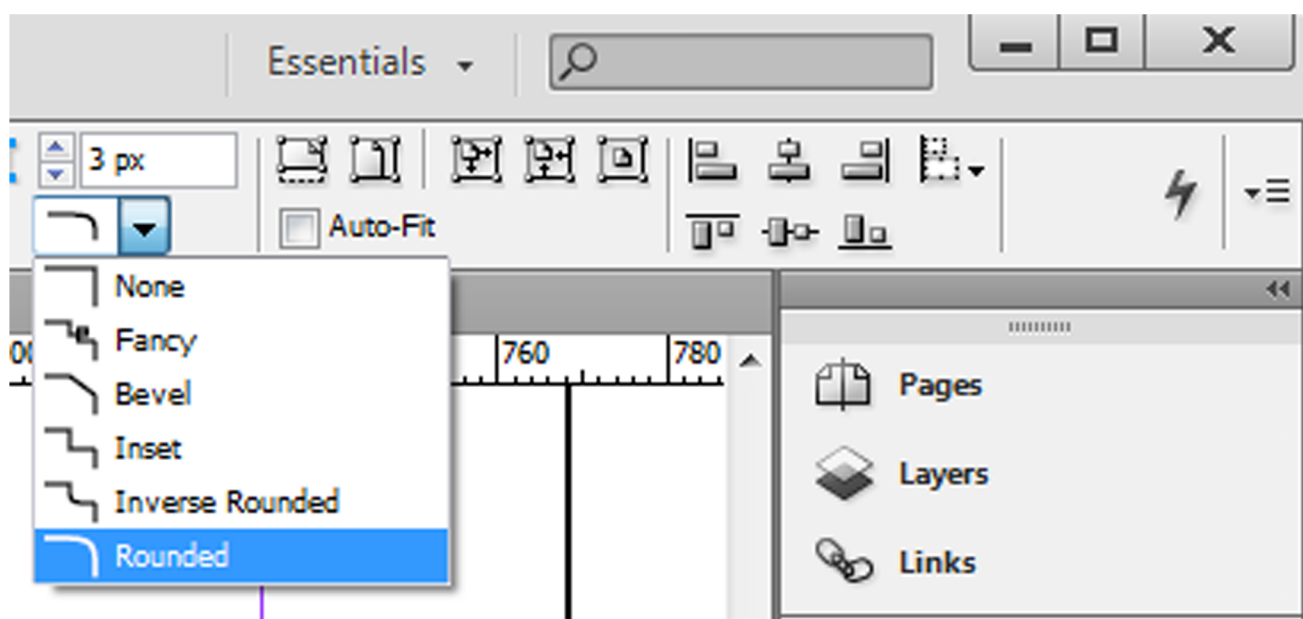 Essentials
3 px
Auto-Fit
None
Fancy
Bevel
Inset
Inverse Rounded
Rounded
760
780
Pages
Layers
Links